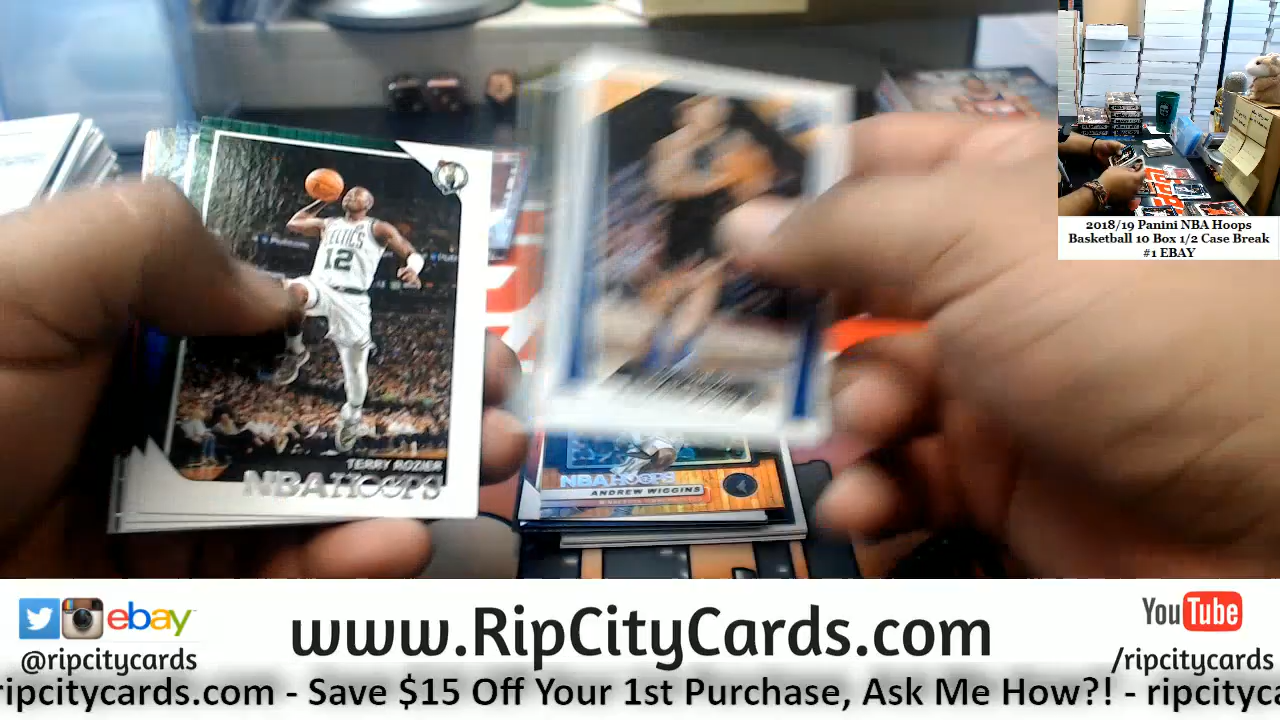 CELTICS
12
TERRY ROZIER
NBA HOOPS
NBA HOOPS
ANDREW WIGGINS
2018/19 Panini NBA Hoops
Basketball 10 Box 1/2 Case Break
#1 EBAY
ebay
@ripcitycards
www.RipCityCards.com
YouTube
/ripcitycards
ripcitycards.com - Save $15 Off Your 1st Purchase, Ask Me How?! - ripcityca